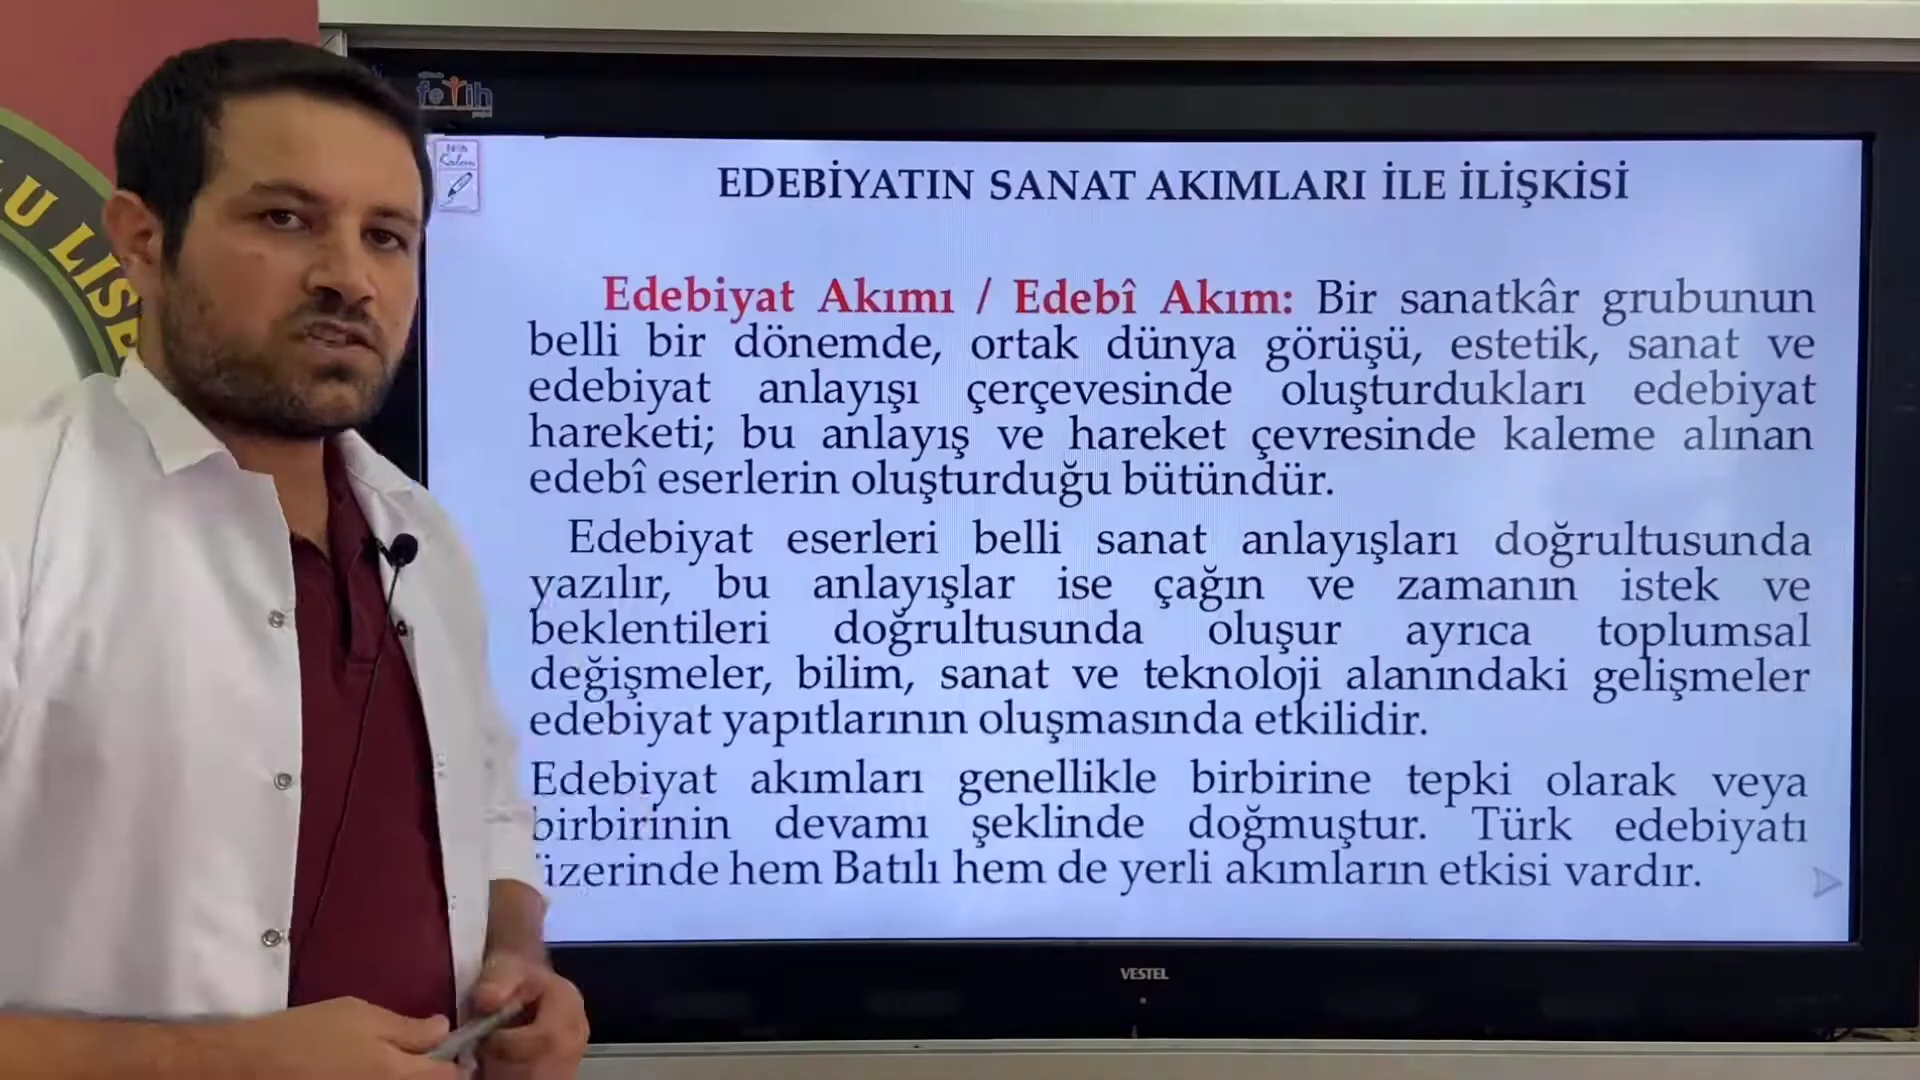 fetih
Kalem
EDEBİYATIN SANAT AKIMLARI İLE İLİŞKİSİ
Edebiyat Akımı / Edebî Akım: Bir sanatkâr grubunun
belli bir dönemde, ortak dünya görüşü, estetik, sanat ve
edebiyat anlayışı çerçevesinde oluşturdukları edebiyat
hareketi; bu anlayış ve hareket çevresinde kaleme alınan
edebî eserlerin oluşturduğu bütündür.
Edebiyat eserleri belli sanat anlayışları doğrultusunda
yazılır, bu anlayışlar ise çağın ve zamanın istek ve
beklentileri doğrultusunda oluşur ayrıca toplumsal
değişmeler, bilim, sanat ve teknoloji alanındaki gelişmeler
edebiyat yapıtlarının oluşmasında etkilidir.
Edebiyat akımları genellikle birbirine tepki olarak veya
birbirinin devamı şeklinde doğmuştur. Türk edebiyatı
üzerinde hem Batılı hem de yerli akımların etkisi vardır.
VESTEL
LU LİSE